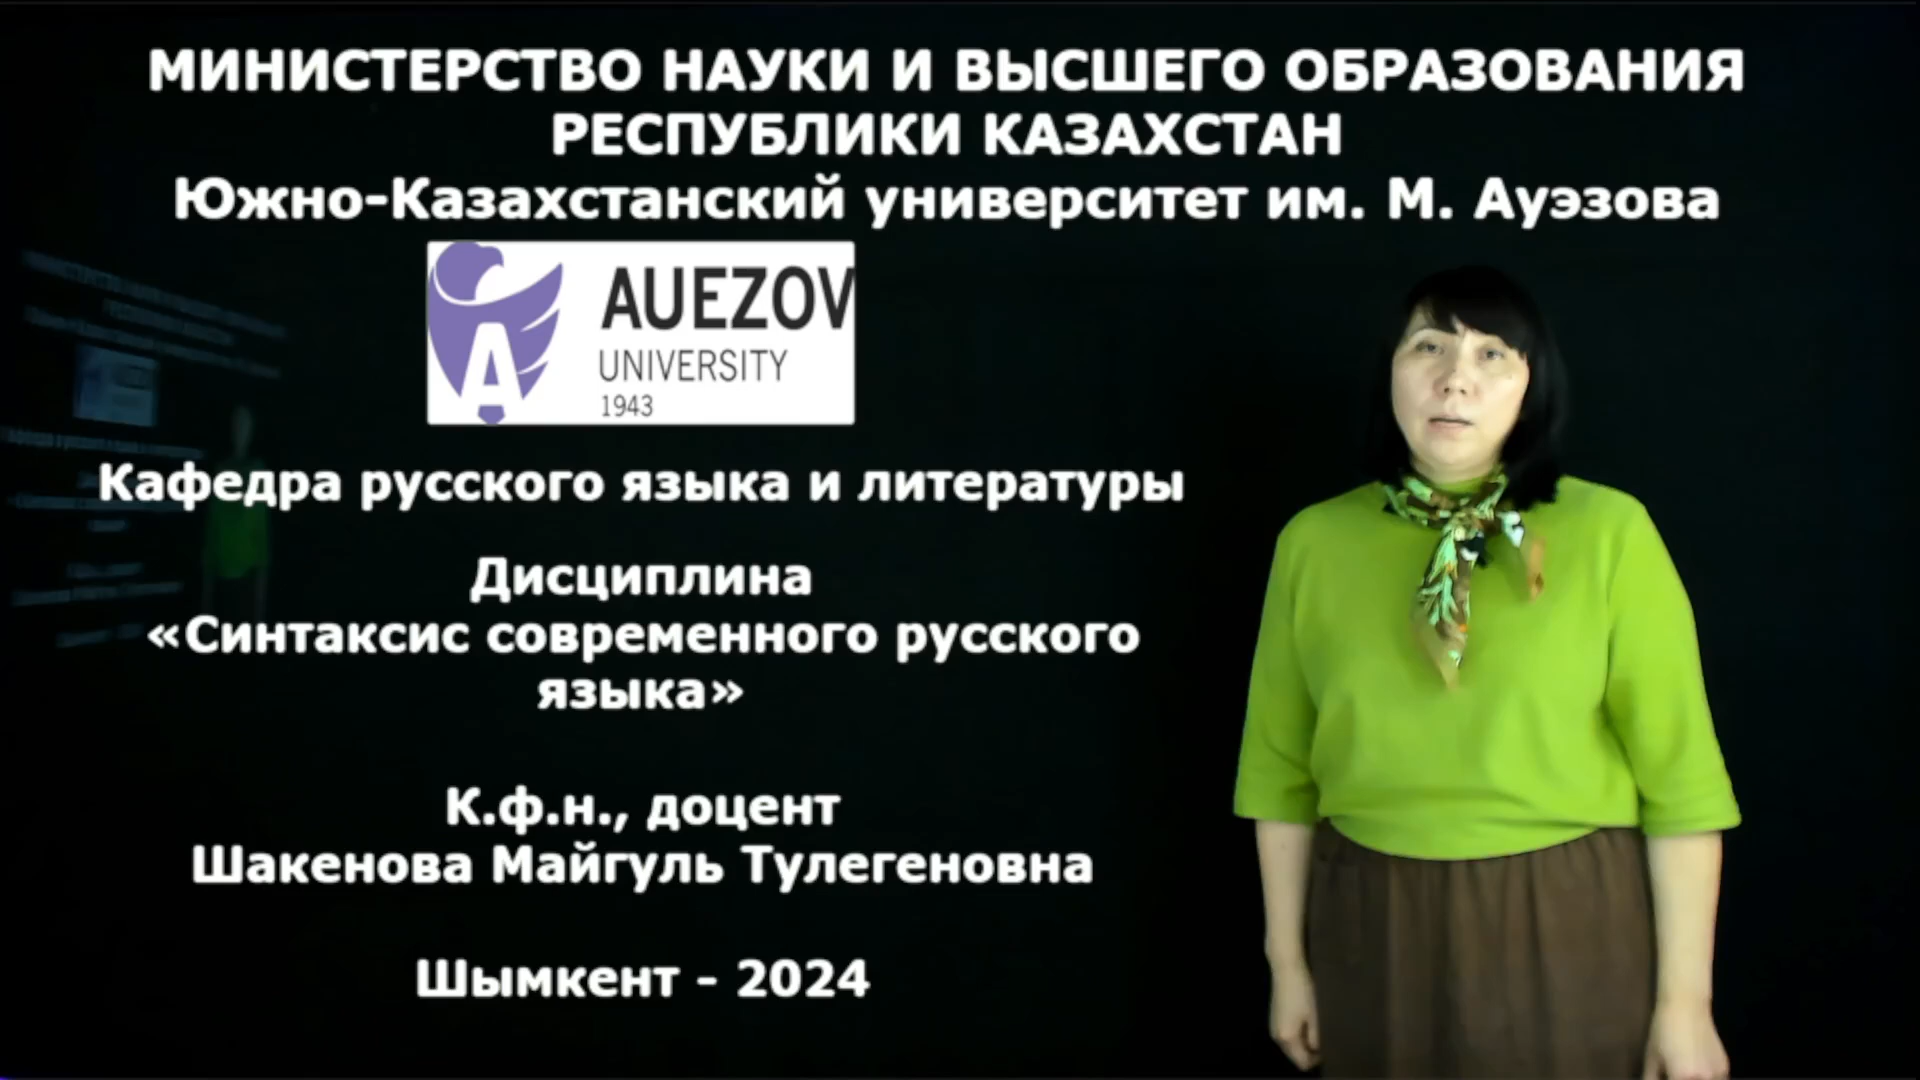 МИНИСТЕРСТВО НАУКИ И ВЫСШЕГО ОБРАЗОВАНИЯ
РЕСПУБЛИКИ КАЗАХСТАН
Южно-Казахстанский университет им. М. Ауэзова
AUEZOV
UNIVERSITY
1943
Кафедра русского языка и литературы
Дисциплина
«Синтаксис современного русского
языка»
К.ф.н., доцент
Шакенова Майгуль Тулегеновна
Шымкент - 2024